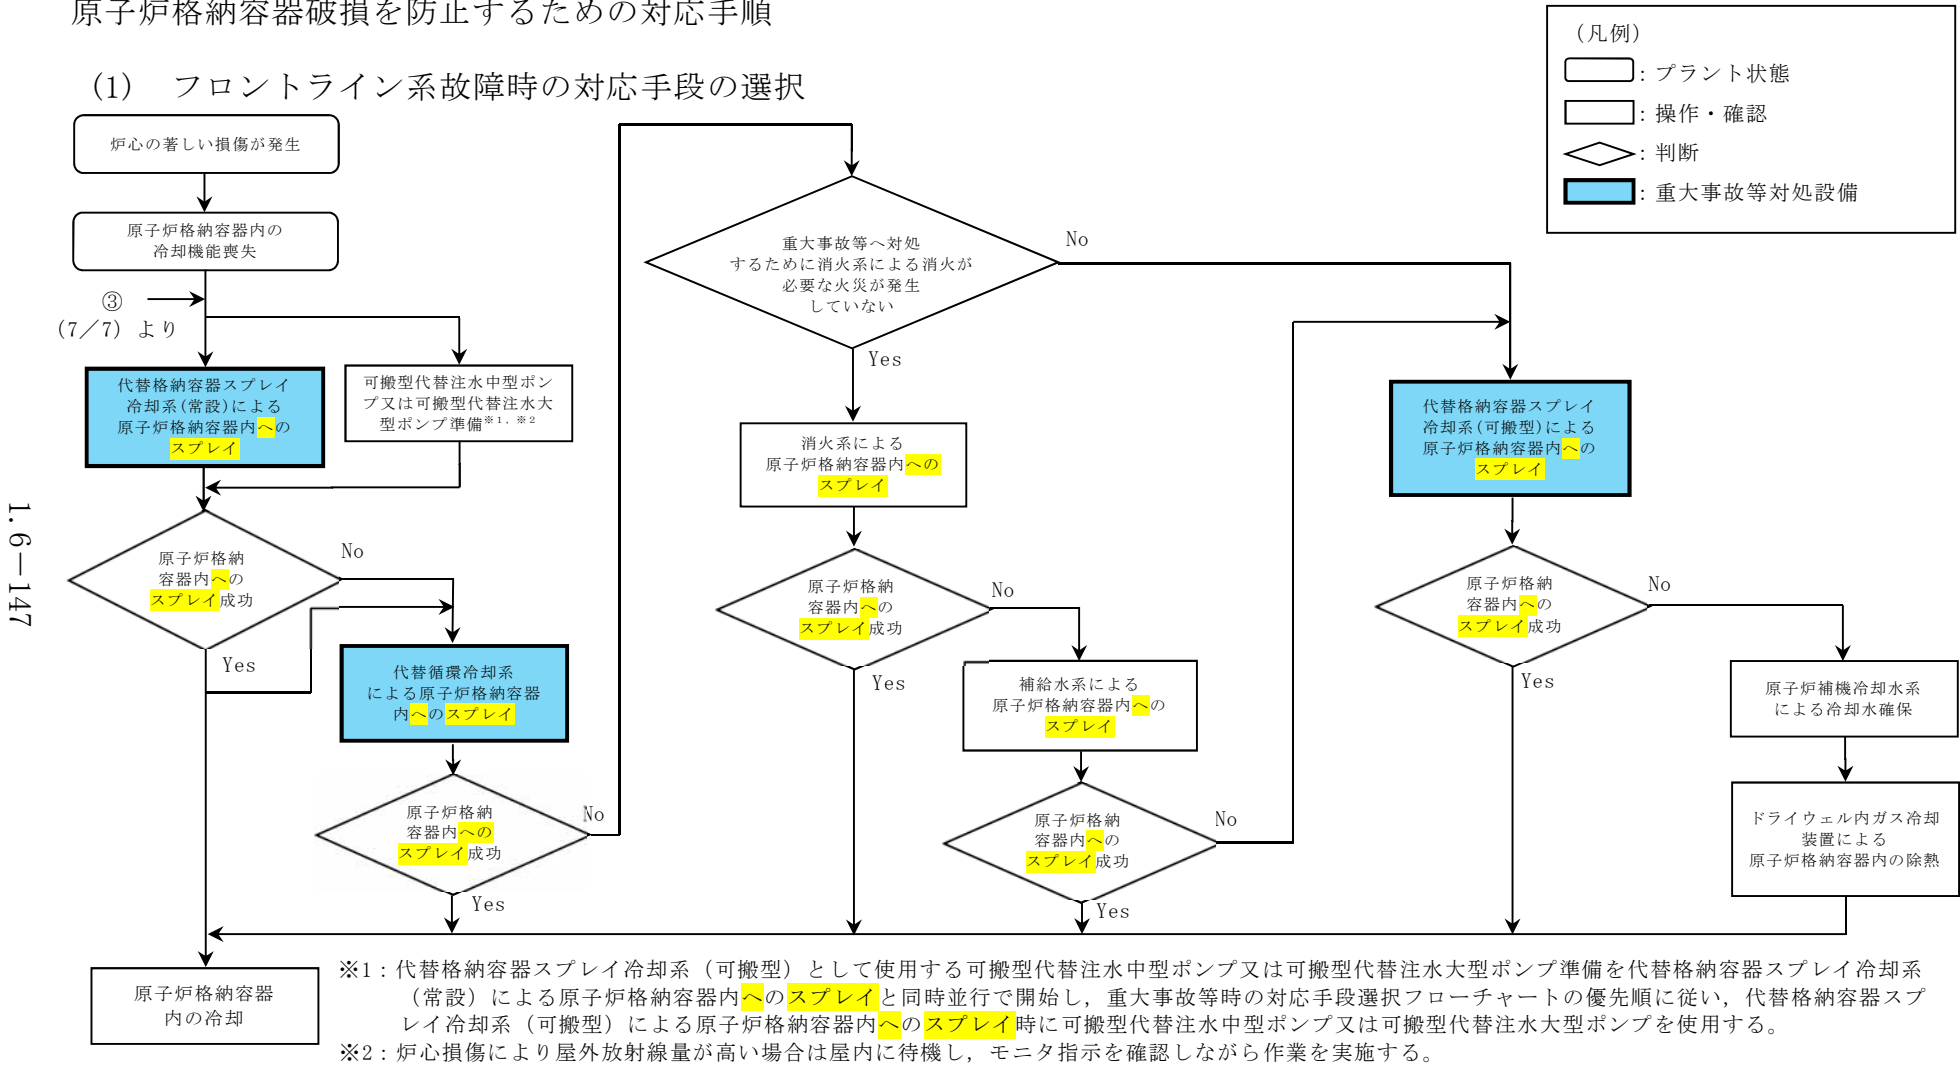 原子炉格納容器破損を防止するための対応手順
(1) フロントライン系故障時の対応手段の選択
（凡例）
：プラント状態
：操作・確認
：判断
：重大事故等対処設備
炉心の著しい損傷が発生
原子炉格納容器内の
冷却機能喪失
③
(7／7) より
代替格納容器スプレイ
冷却系(常設)による
原子炉格納容器内への
スプレイ
可搬型代替注水中型ポン
プ又は可搬型代替注水大
型ポンプ準備※1，※2
原子炉格納
容器内への
スプレイ成功
No
Yes
代替循環冷却系
による原子炉格納容器
内へのスプレイ
原子炉格納
容器内への
スプレイ成功
No
Yes
重大事故等へ対処
するために消火系による消火が
必要な火災が発生
していない
No
Yes
消火系による
原子炉格納容器内への
スプレイ
原子炉格納
容器内への
スプレイ成功
No
Yes
補給水系による
原子炉格納容器内への
スプレイ
原子炉格納
容器内への
スプレイ成功
No
Yes
代替格納容器スプレイ
冷却系(可搬型)による
原子炉格納容器内への
スプレイ
原子炉格納
容器内への
スプレイ成功
No
Yes
原子炉補機冷却水系
による冷却水確保
ドライウェル内ガス冷却
装置による
原子炉格納容器内の除熱
原子炉格納容器
内の冷却
※1：代替格納容器スプレイ冷却系（可搬型）として使用する可搬型代替注水中型ポンプ又は可搬型代替注水大型ポンプ準備を代替格納容器スプレイ冷却系
（常設）による原子炉格納容器内へのスプレイと同時並行で開始し，重大事故等時の対応手段選択フローチャートの優先順に従い，代替格納容器スプ
レイ冷却系（可搬型）による原子炉格納容器内へのスプレイ時に可搬型代替注水中型ポンプ又は可搬型代替注水大型ポンプを使用する。
※2：炉心損傷により屋外放射線量が高い場合は屋内に待機し，モニタ指示を確認しながら作業を実施する。
1.6－147